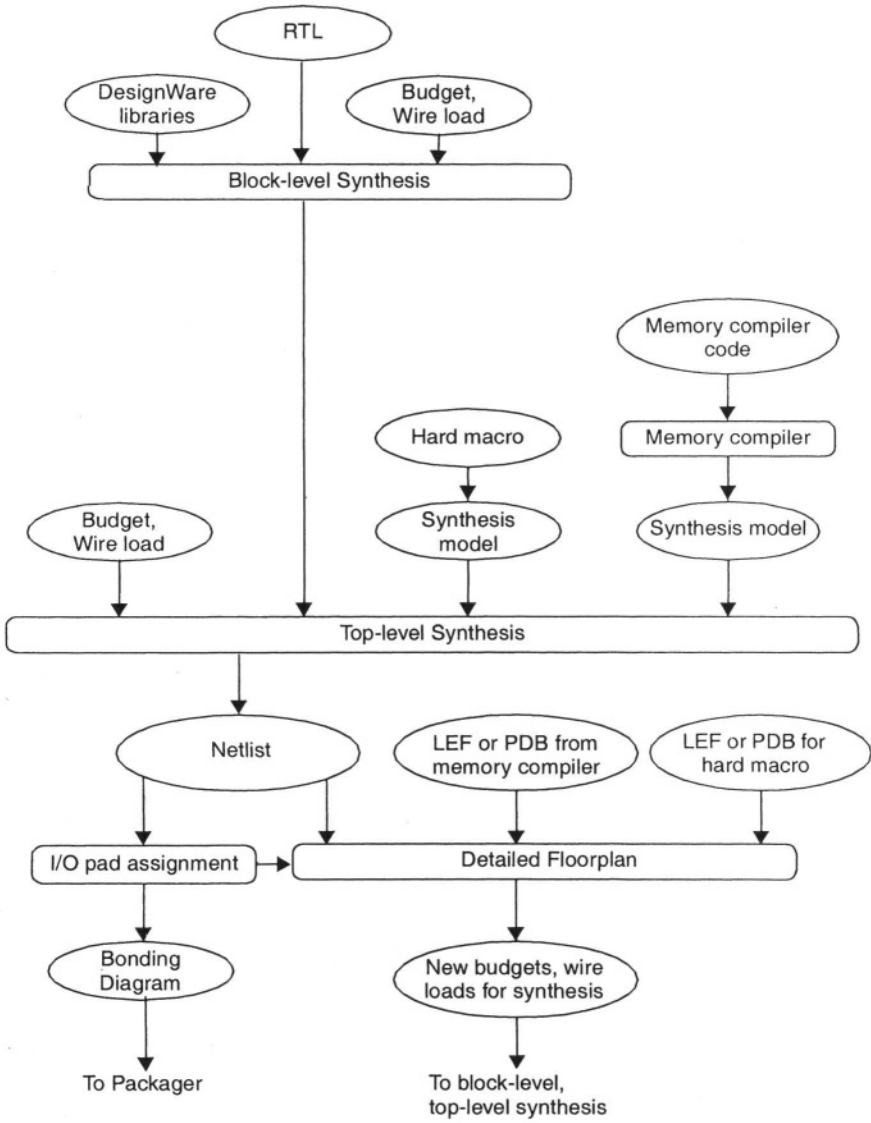 RTL
DesignWare
libraries
Budget,
Wire load
Block-level Synthesis
Memory compiler
code
Hard macro
Memory compiler
Budget,
Wire load
Synthesis
model
Synthesis model
Top-level Synthesis
Netlist
LEF or PDB from
memory compiler
LEF or PDB for
hard macro
I/O pad assignment
Detailed Floorplan
Bonding
Diagram
New budgets, wire
loads for synthesis
To Packager
To block-level,
top-level synthesis